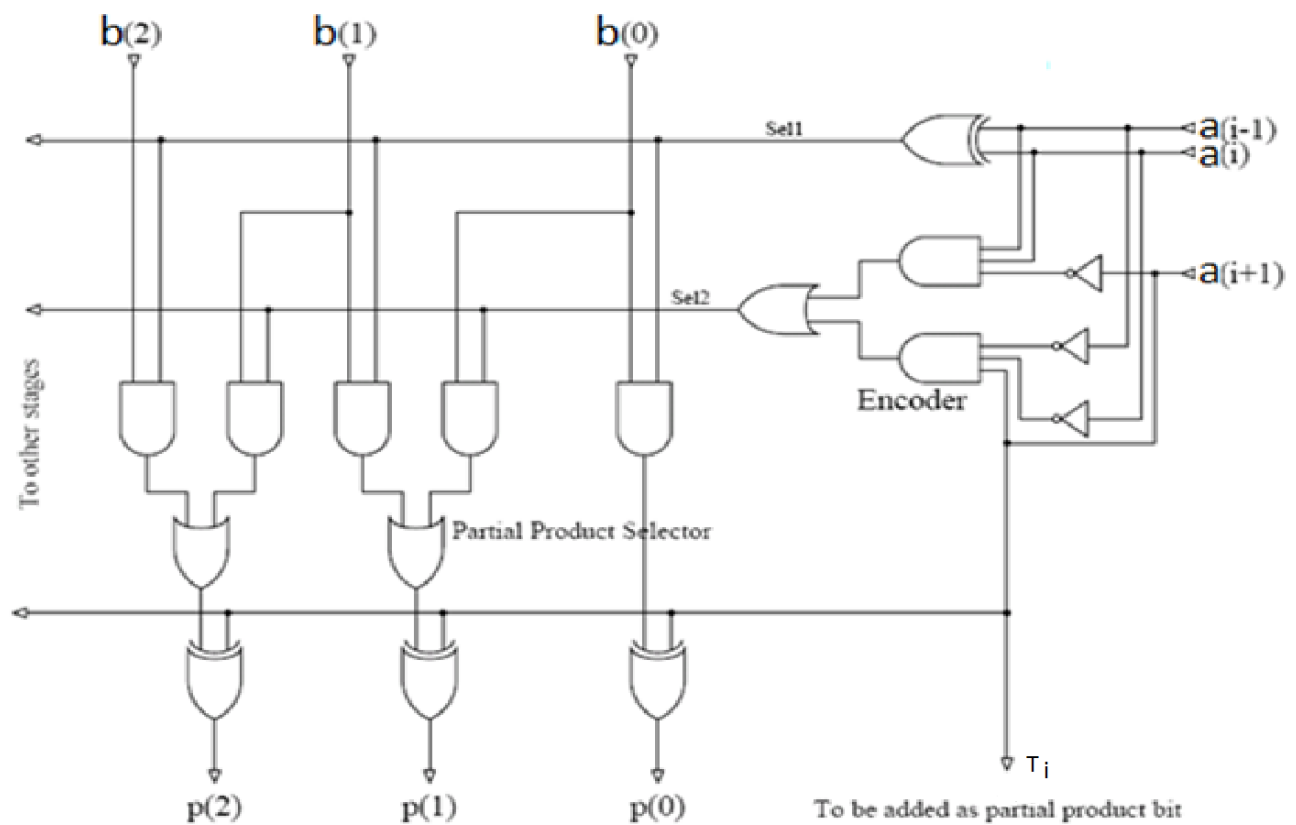 b(2)
b(1)
b(0)
Sel1
a(i-1)
a(i)
a(i+1)
Sel2
Encoder
To other stages
Partial Product Selector
p(2)
p(1)
p(0)
Ti
To be added as partial product bit